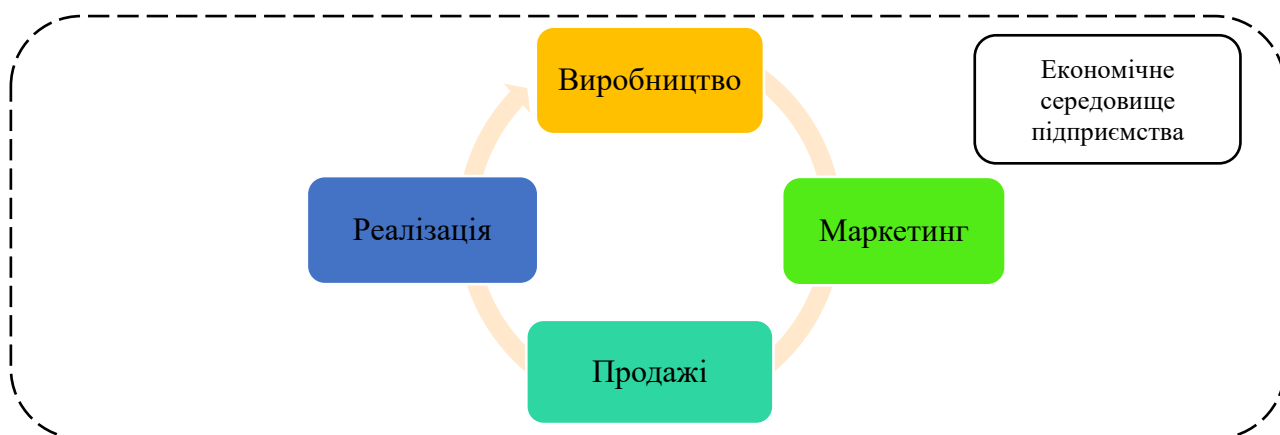 Виробництво
Економічне
середовище
підприємства
Реалізація
Маркетинг
Продажі